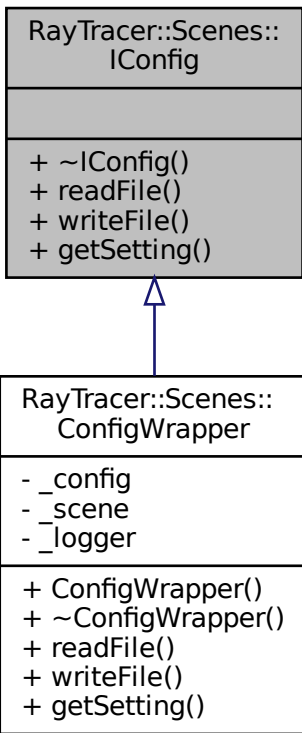 RayTracer::Scenes::
IConfig
+ ~IConfig()
+ readFile()
+ writeFile()
+ getSetting()
RayTracer::Scenes::
ConfigWrapper
- _config
- _scene
- _logger
+ ConfigWrapper()
+ ~ConfigWrapper()
+ readFile()
+ writeFile()
+ getSetting()